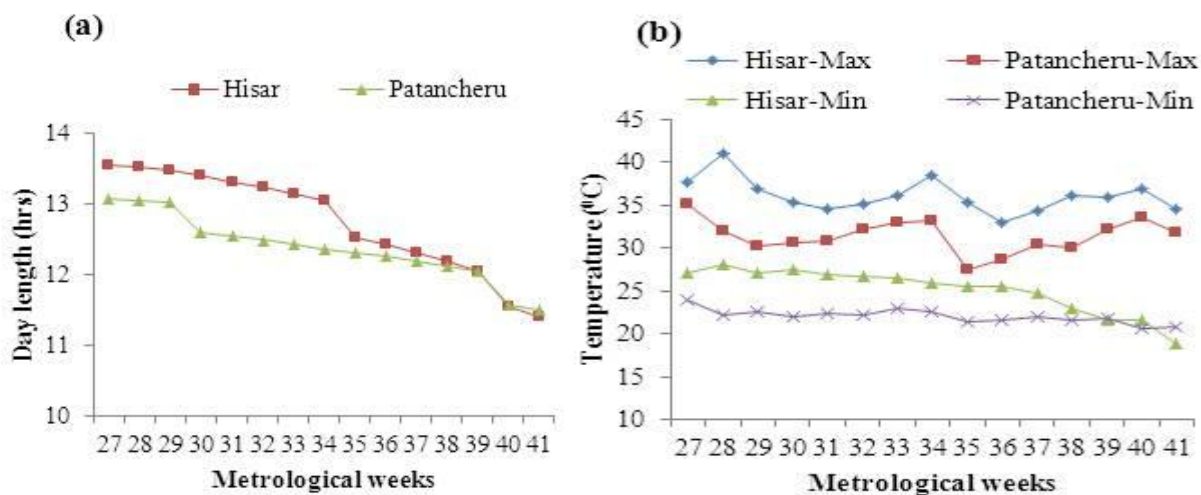 (a)
Hisar Patancheru
Day length (hrs)
14
13
12
11
10
27 28 29 30 31 32 33 34 35 36 37 38 39 40 41
Metrological weeks
(b)
Hisar-Max Patancheru-Max
Hisar-Min Patancheru-Min
Temperature (⁰C)
45
40
35
30
25
20
15
10
27 28 29 30 31 32 33 34 35 36 37 38 39 40 41
Metrological weeks